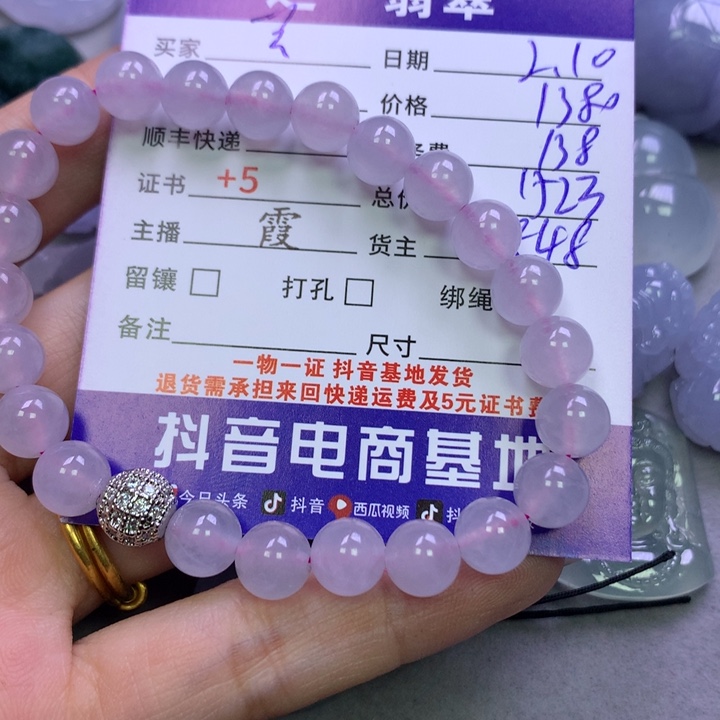 翡翠
买家 日期 2.10
价格 1380
顺丰快递 费 138
证书 +5 总价 1523
主播 霞 货主 248
留镶 打孔 绑绳
备注 尺寸
一物一证 抖音基地发货
退货需承担来回快递运费及5元证书费
抖音电商基地
今日头条 抖音 西瓜视频 抖